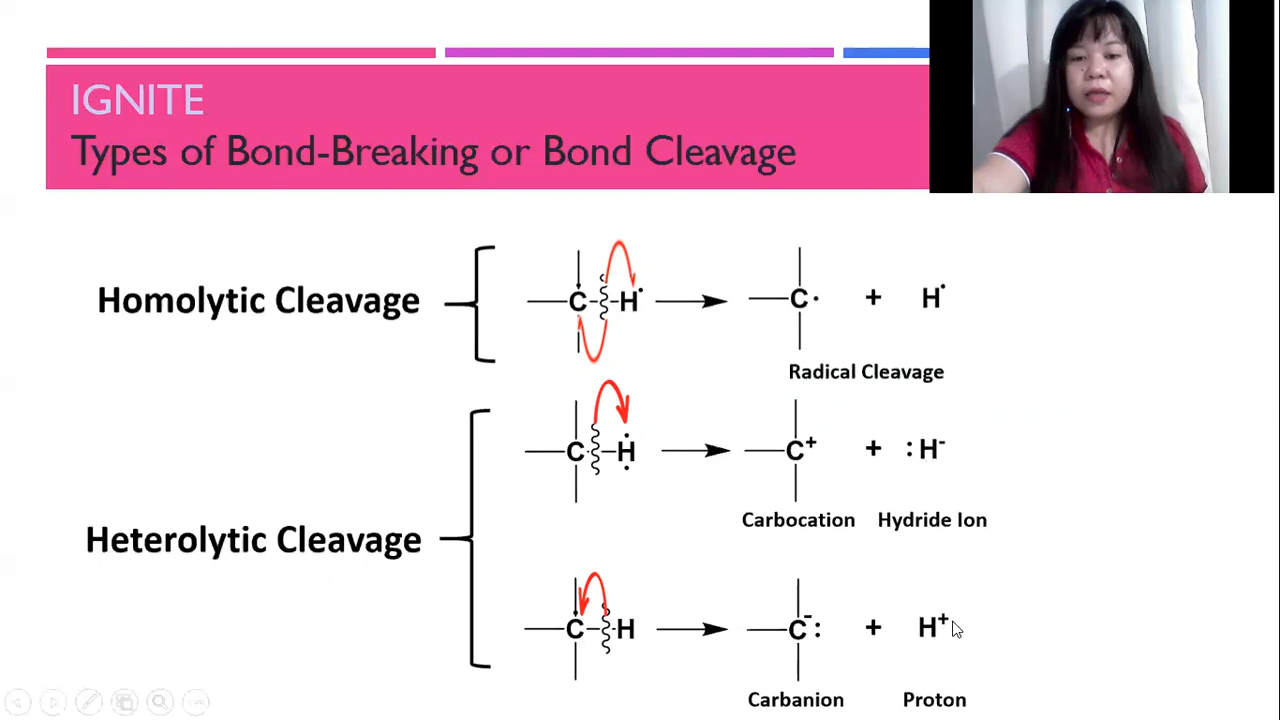 IGNITE
Types of Bond-Breaking or Bond Cleavage
Homolytic Cleavage
C H· C· + H·
Radical Cleavage
C H C+ + :H-
Carbocation Hydride Ion
Heterolytic Cleavage
C H C-: + H+
Carbanion Proton